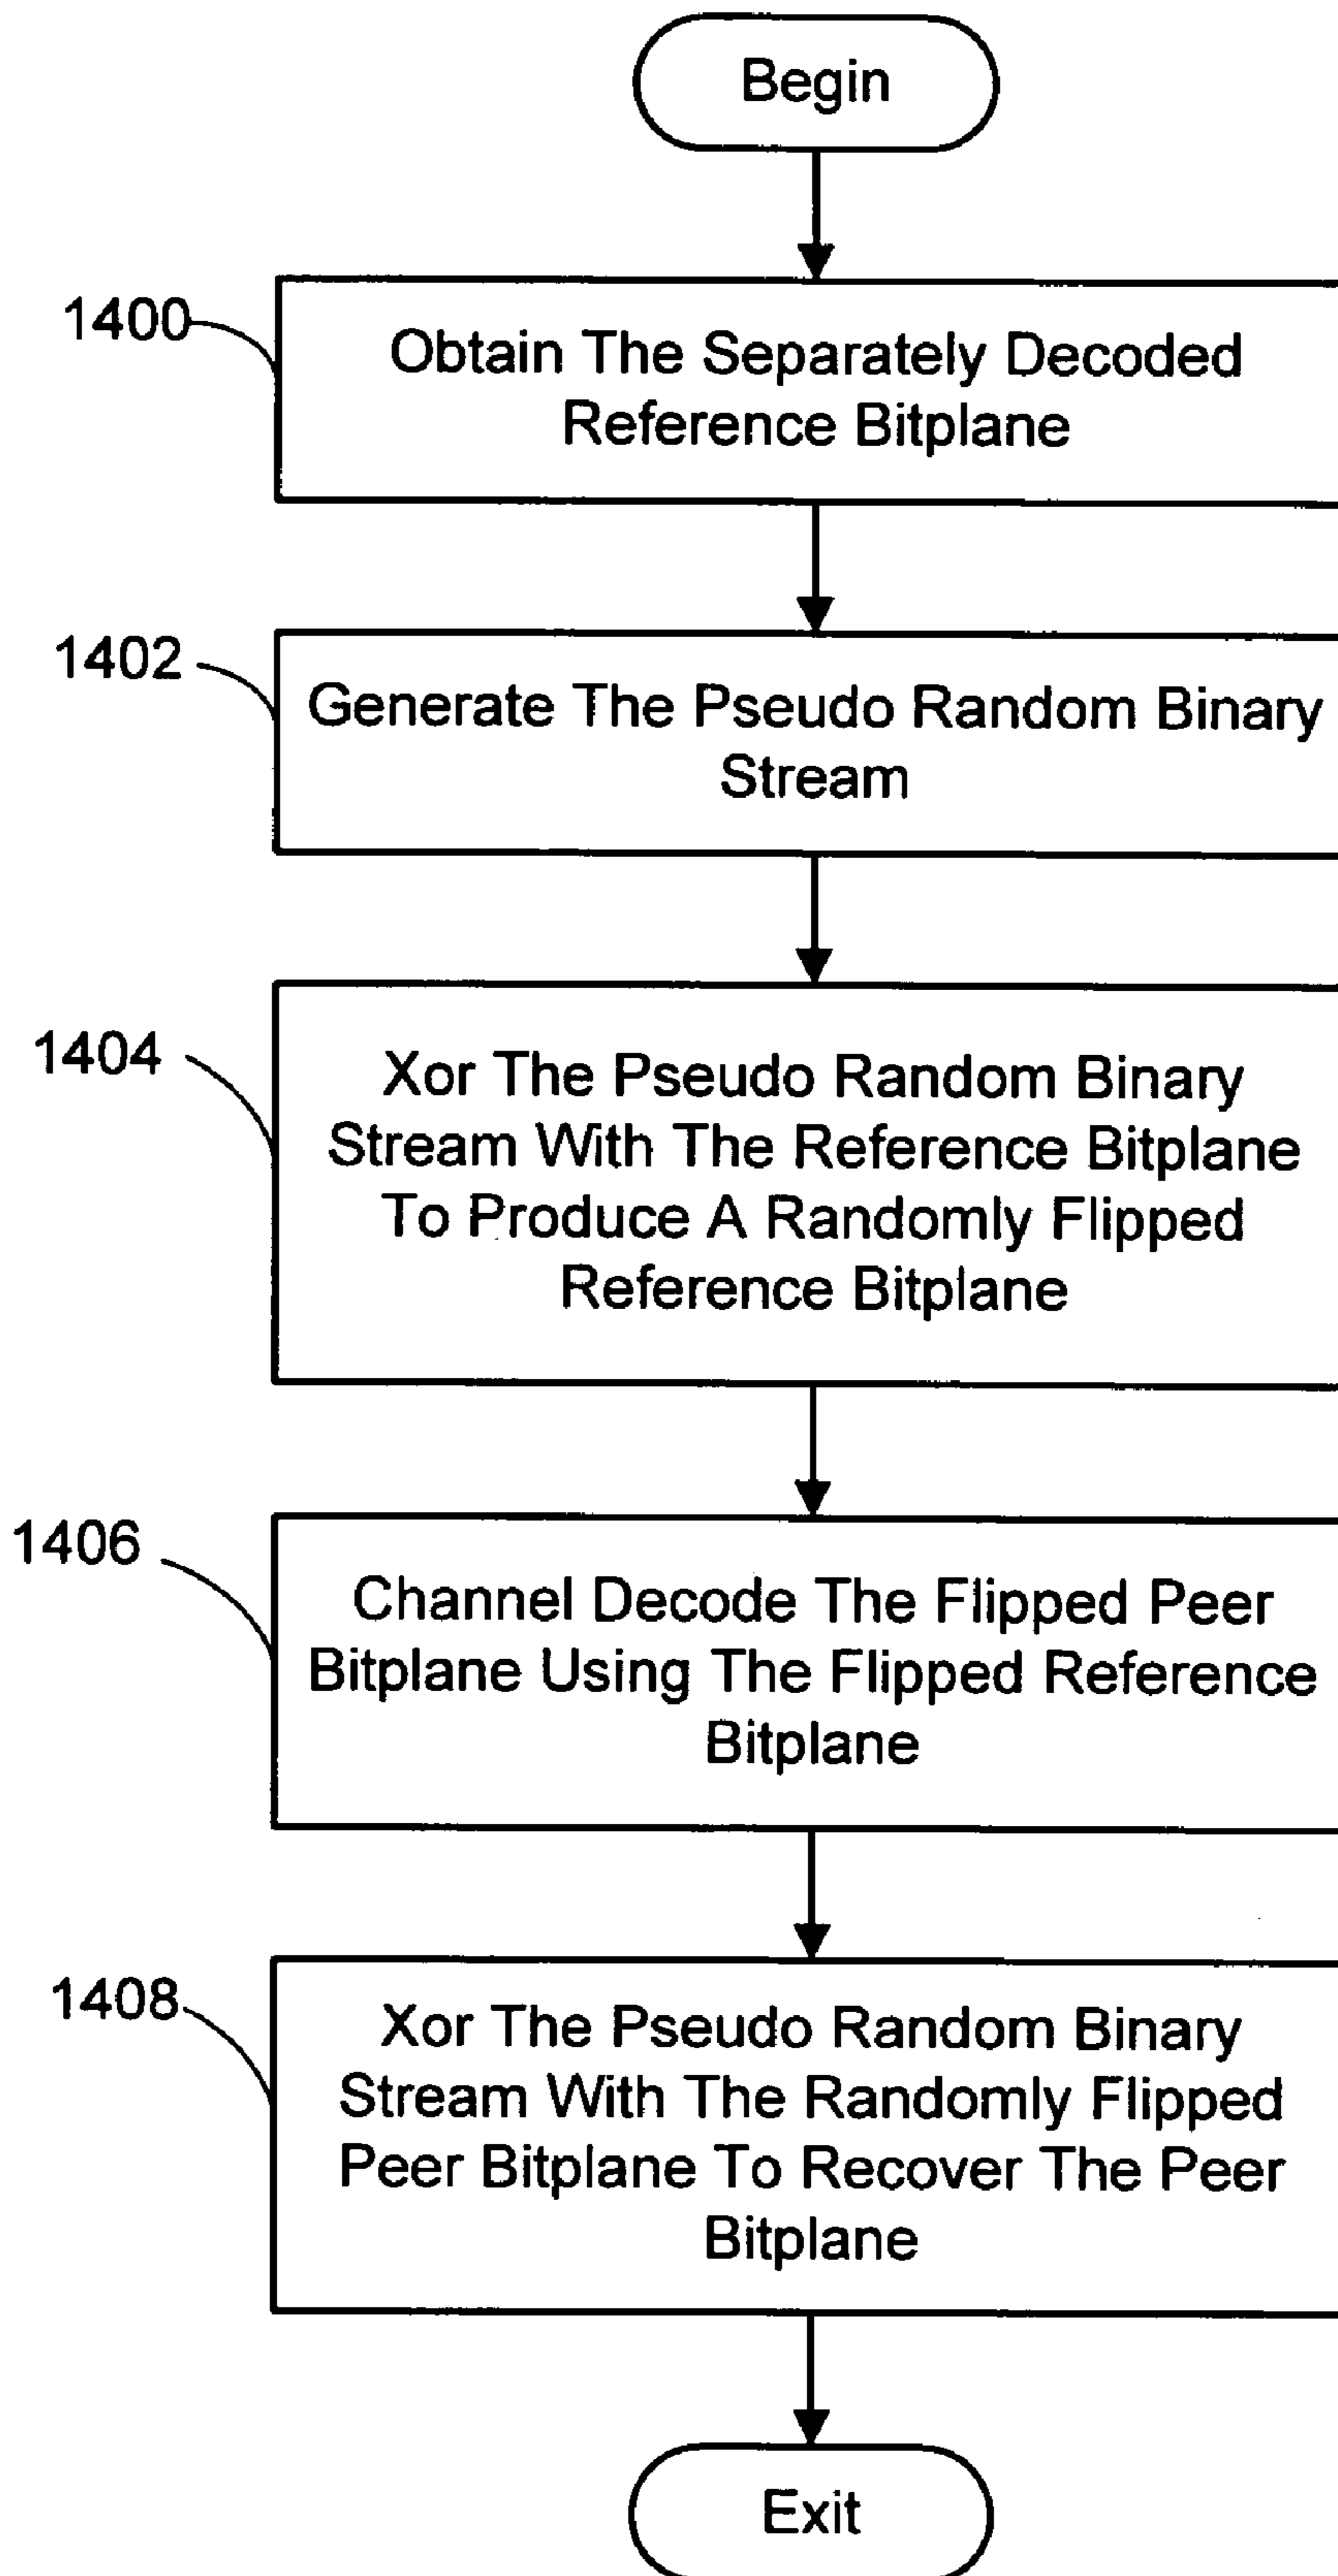 Begin
1400
Obtain The Separately Decoded
Reference Bitplane
1402
Generate The Pseudo Random Binary
Stream
1404
Xor The Pseudo Random Binary
Stream With The Reference Bitplane
To Produce A Randomly Flipped
Reference Bitplane
1406
Channel Decode The Flipped Peer
Bitplane Using The Flipped Reference
Bitplane
1408
Xor The Pseudo Random Binary
Stream With The Randomly Flipped
Peer Bitplane To Recover The Peer
Bitplane
Exit